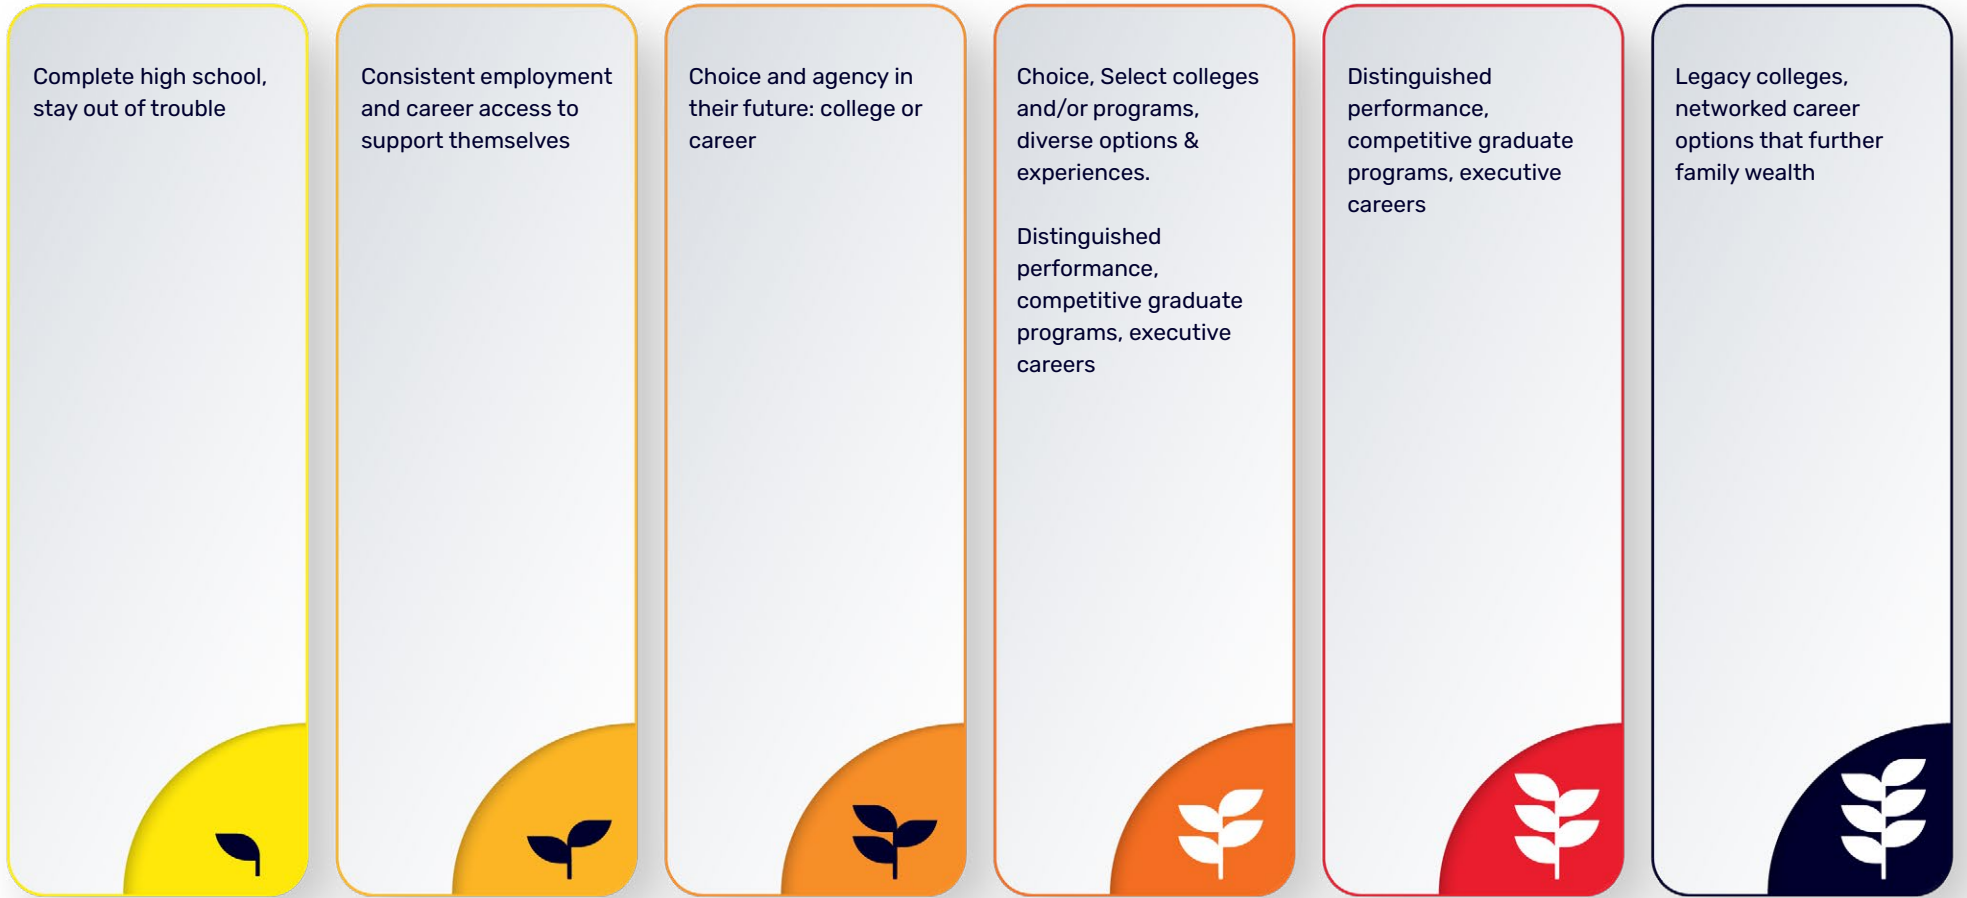 Complete high school,
stay out of trouble
Consistent employment
and career access to
support themselves
Choice and agency in
their future: college or
career
Choice, Select colleges
and/or programs,
diverse options &
experiences.
Distinguished
performance,
competitive graduate
programs, executive
careers
Distinguished
performance,
competitive graduate
programs, executive
careers
Legacy colleges,
networked career
options that further
family wealth